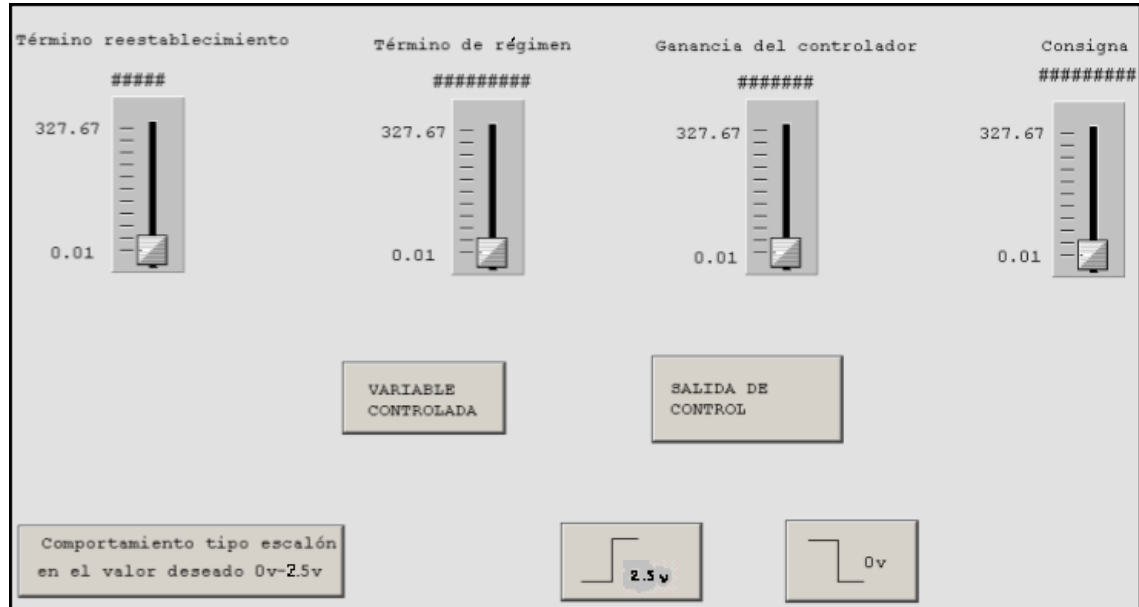 Término reestablecimiento
Término de régimen
Ganancia del controlador
Consigna
#####
#########
#######
#########
327.67
327.67
327.67
327.67
0.01
0.01
0.01
0.01
VARIABLE
CONTROLADA
SALIDA DE
CONTROL
Comportamiento tipo escalón
en el valor deseado 0v-2.5v
2.5 v
0v